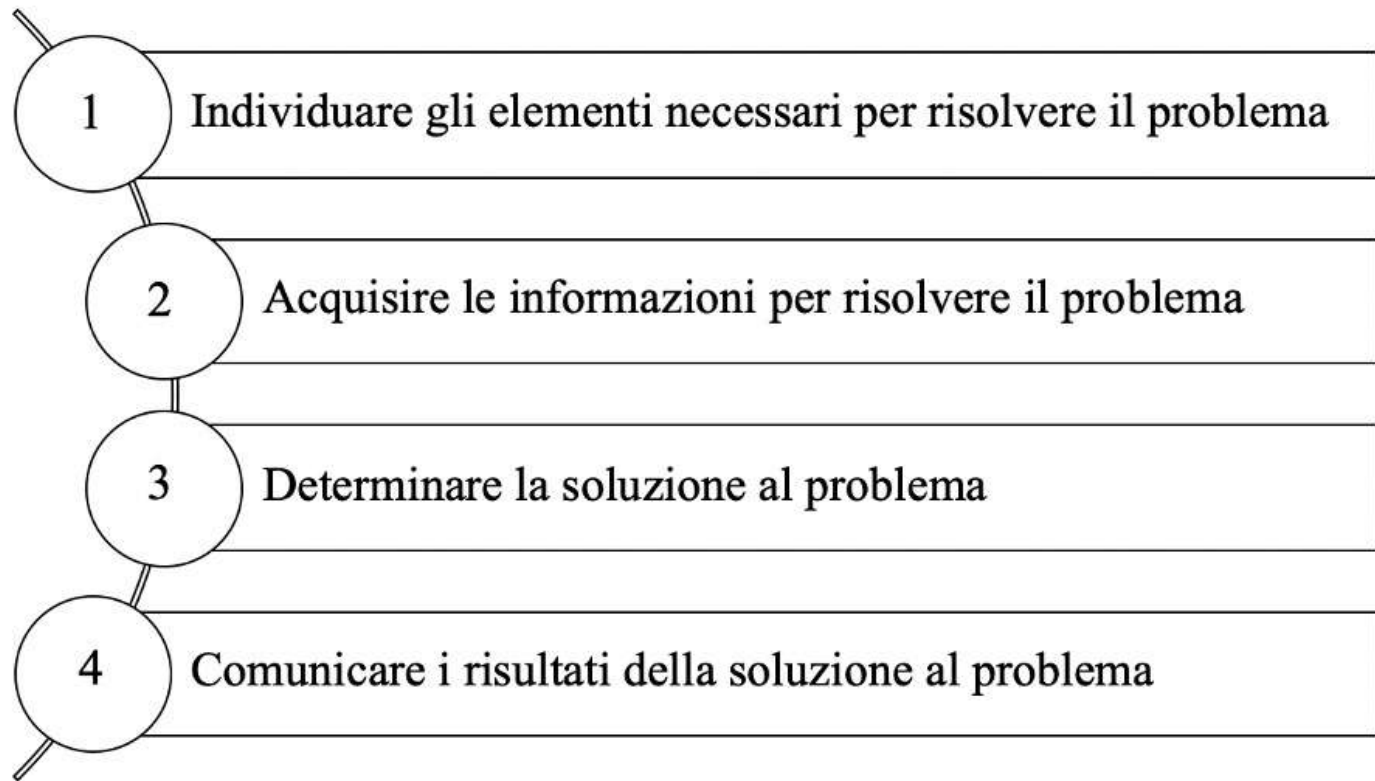 1
Individuare gli elementi necessari per risolvere il problema
2
Acquisire le informazioni per risolvere il problema
3
Determinare la soluzione al problema
4
Comunicare i risultati della soluzione al problema